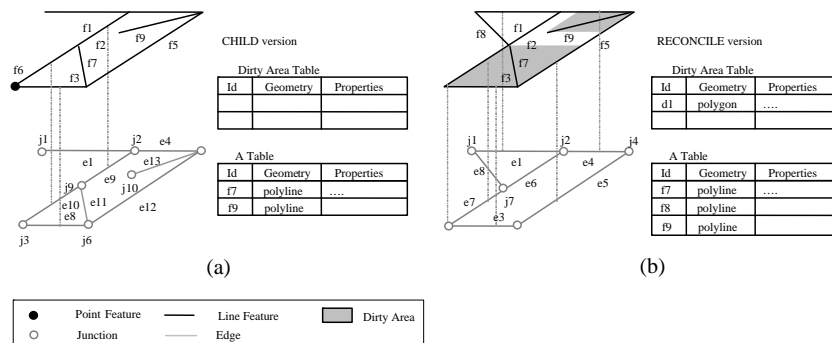 f1
f9
f2
f5
f6
f7
f3
CHILD version
Dirty Area Table
Id Geometry Properties
j1
j2
e4
e13
e1
e9
j9
j10
e10
e11
e8
e12
j3
j6
A Table
Id Geometry Properties
f7 polyline ....
f9 polyline
(a)
f1
f8
f2
f9
f5
f7
f3
RECONCILE version
Dirty Area Table
Id Geometry Properties
d1 polygon ....
j1
j2
j4
e1
e4
e8
e6
e5
e7
j7
e3
A Table
Id Geometry Properties
f7 polyline ....
f8 polyline
f9 polyline
(b)
Point Feature
Line Feature
Dirty Area
Junction
Edge